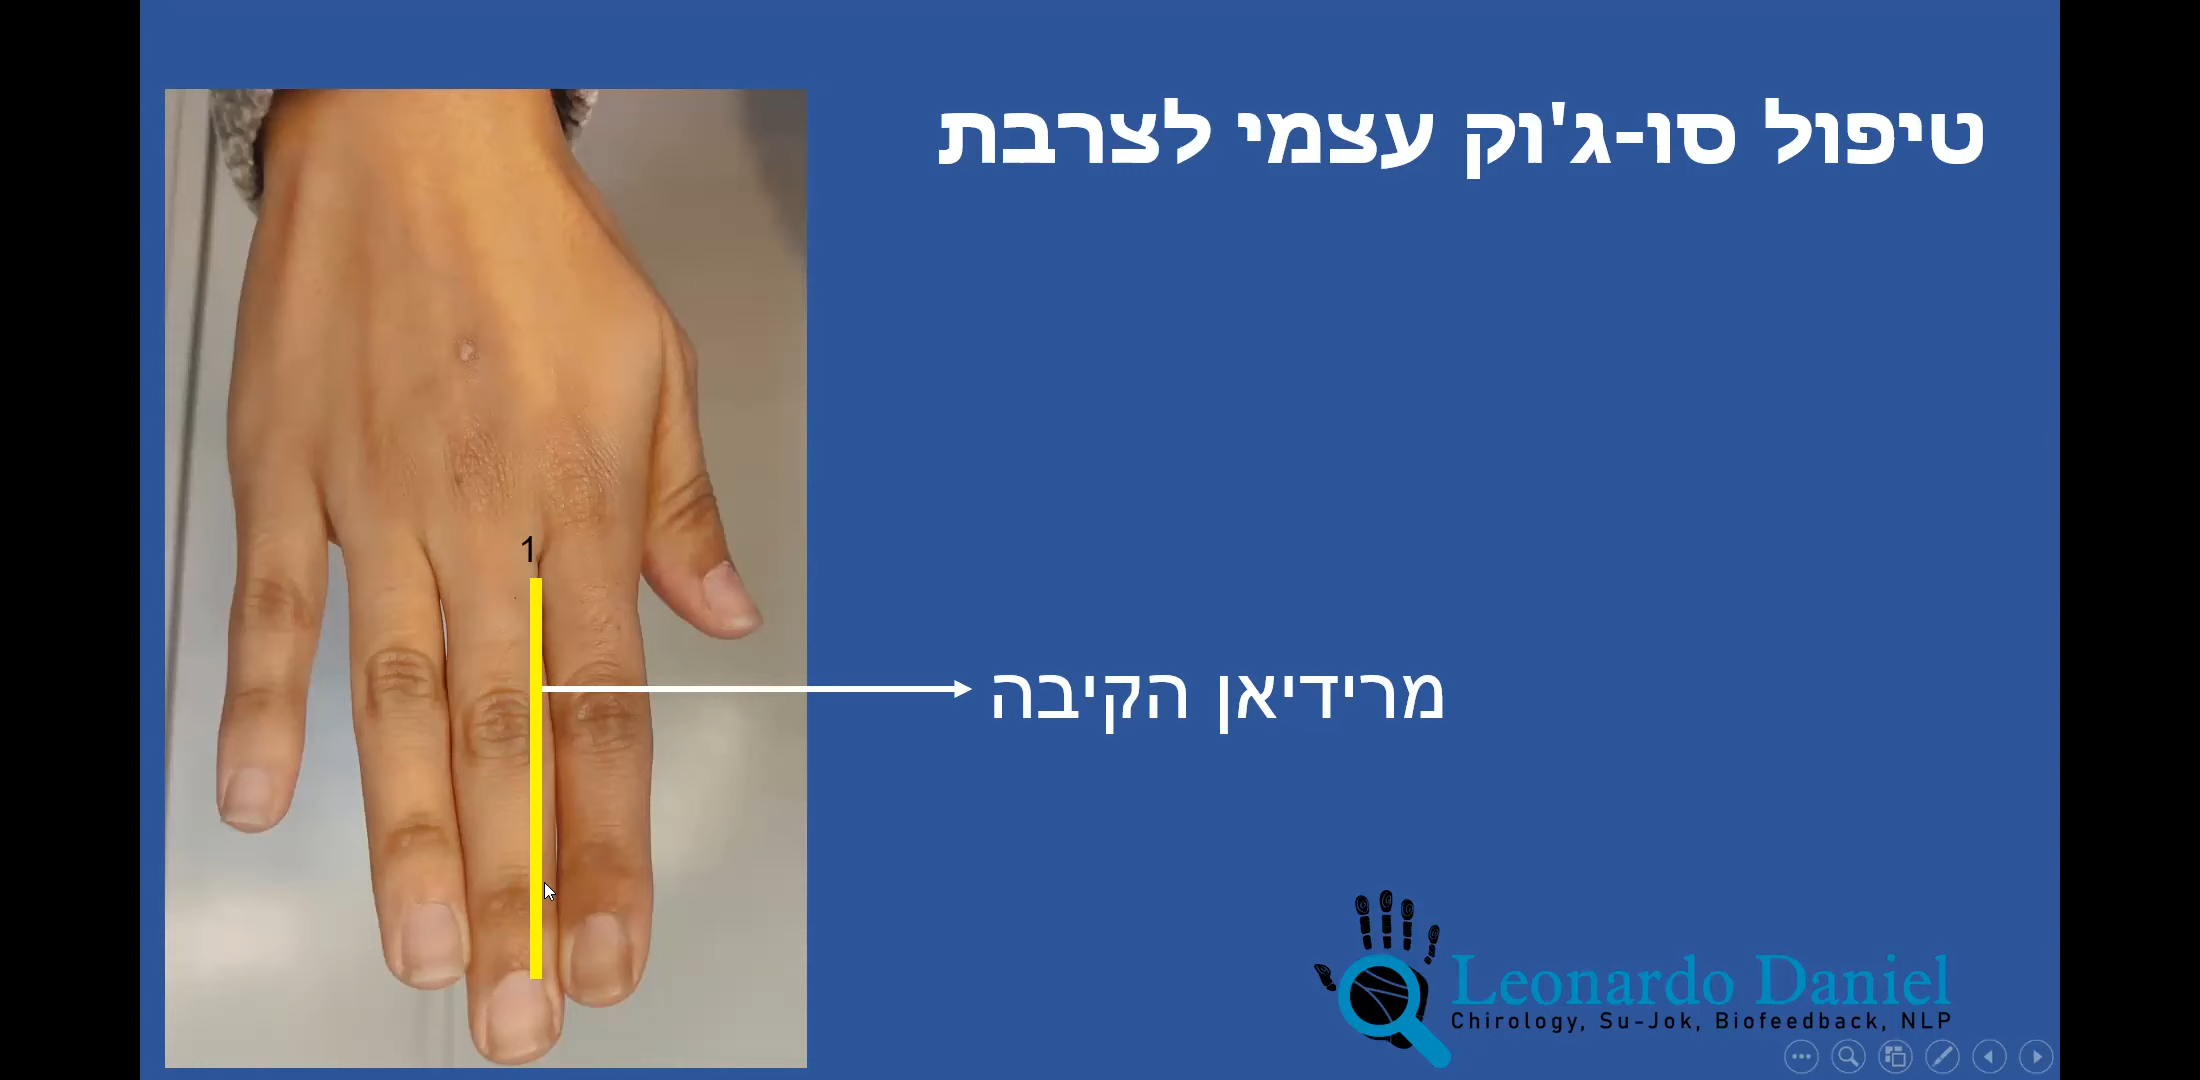 טיפול סו-ג'וק עצמי לצרבת
1
מרידיאן הקיבה
Leonardo Daniel
Chirology, Su-Jok, Biofeedback, NLP